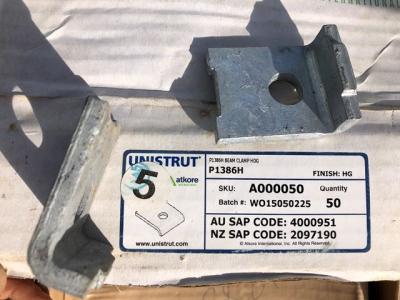 UNISTRUT
5
atkore
P1386H BEAM CLAMP HDG
P1386H
FINISH: HG
SKU: A000050
Quantity
Batch #: WO15050225
50
AU SAP CODE: 4000951
NZ SAP CODE: 2097190
www.unistrut.com
© Atkore International, Inc. All Rights Reserved.